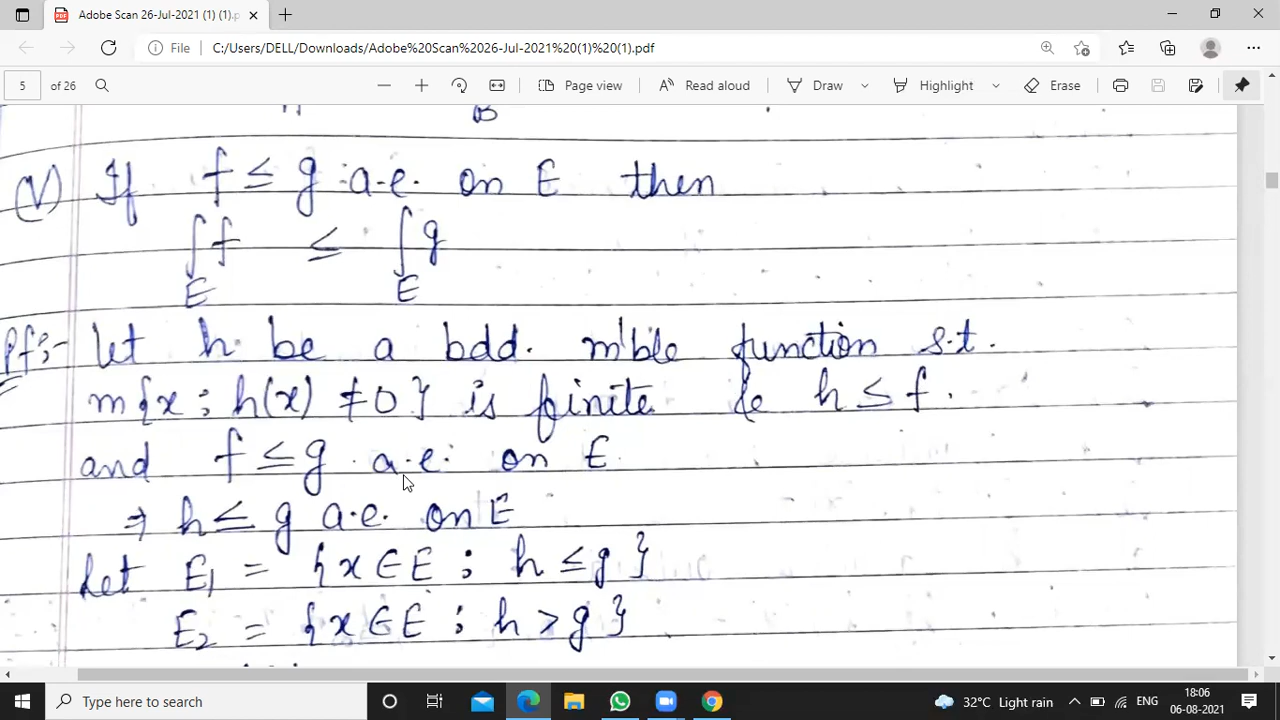 Adobe Scan 26-Jul-2021 (1) (1).p
File C:/Users/DELL/Downloads/Adobe%20Scan%2026-Jul-2021%20(1)%20(1).pdf
5 of 26 Page view Read aloud Draw Highlight Erase
(V) If f ≤ g a.e. on E then
∫_E f ≤ ∫_E g
Pf:- let h be a bdd. m'ble function s.t.
m{x : h(x) ≠ 0} is finite & h ≤ f.
and f ≤ g a.e. on E
⇒ h ≤ g a.e. on E
Let E₁ = {x ∈ E ; h ≤ g}
E₂ = {x ∈ E ; h > g}
Type here to search 32°C Light rain ENG 18:06
06-08-2021